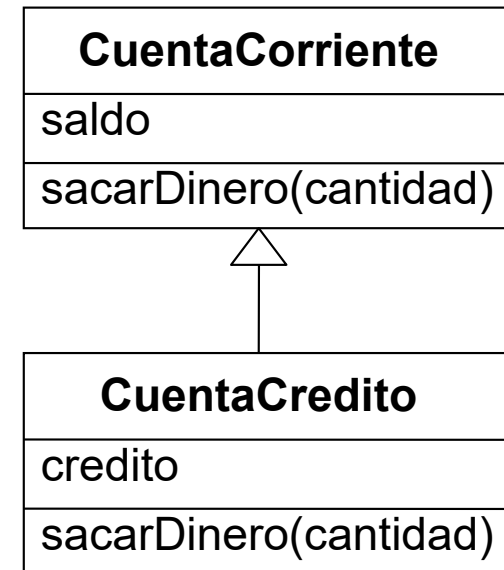 CuentaCorriente
saldo
sacarDinero(cantidad)
CuentaCredito
credito
sacarDinero(cantidad)